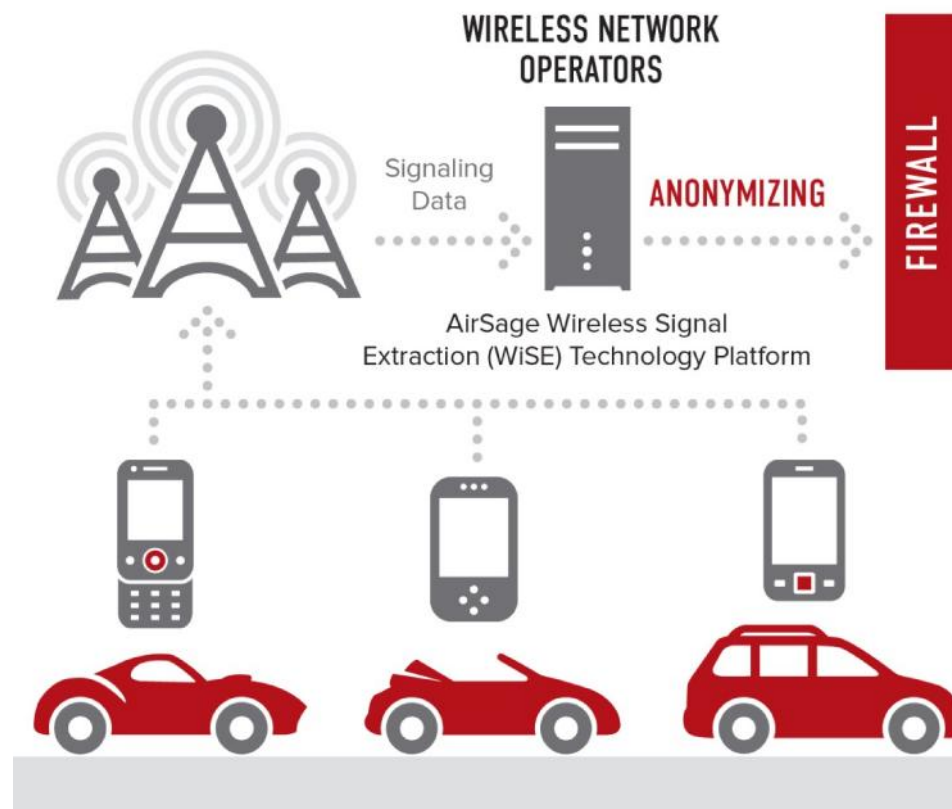 WIRELESS NETWORK
OPERATORS
Signaling
Data
ANONYMIZING
FIREWALL
AirSage Wireless Signal
Extraction (WiSE) Technology Platform